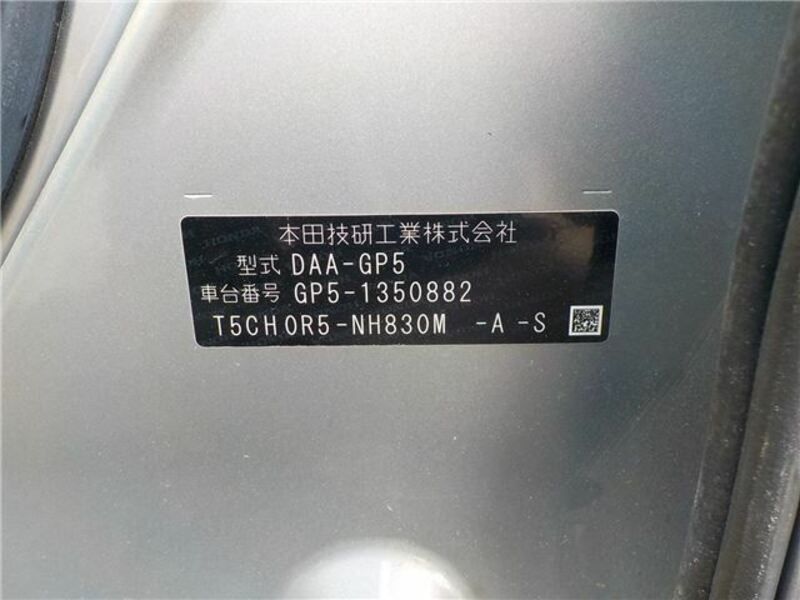 本田技研工業株式会社
型式 DAA-GP5
車台番号 GP5-1350882
T5CH0R5-NH830M -A -S